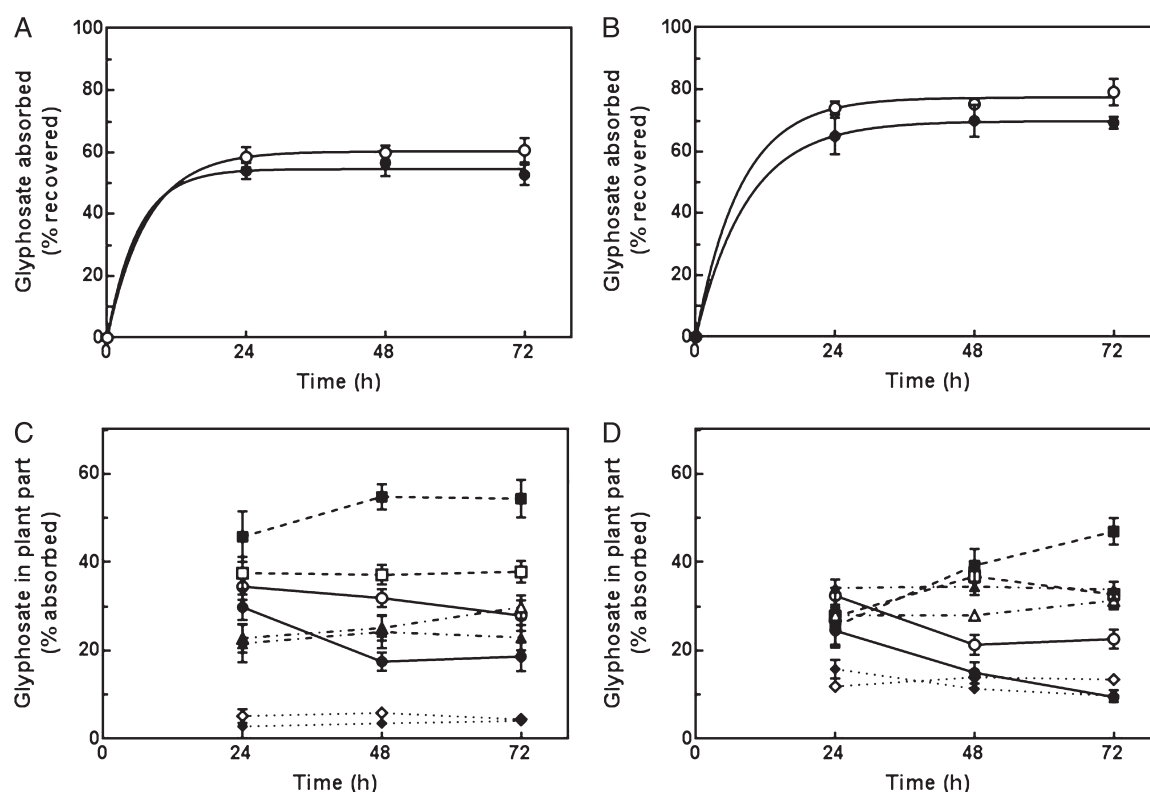 A
Glyphosate absorbed
(% recovered)
100
80
60
40
20
0
0 24 48 72
Time (h)
B
Glyphosate absorbed
(% recovered)
100
80
60
40
20
0
0 24 48 72
Time (h)
C
Glyphosate in plant part
(% absorbed)
60
40
20
0
0 24 48 72
Time (h)
D
Glyphosate in plant part
(% absorbed)
60
40
20
0
0 24 48 72
Time (h)